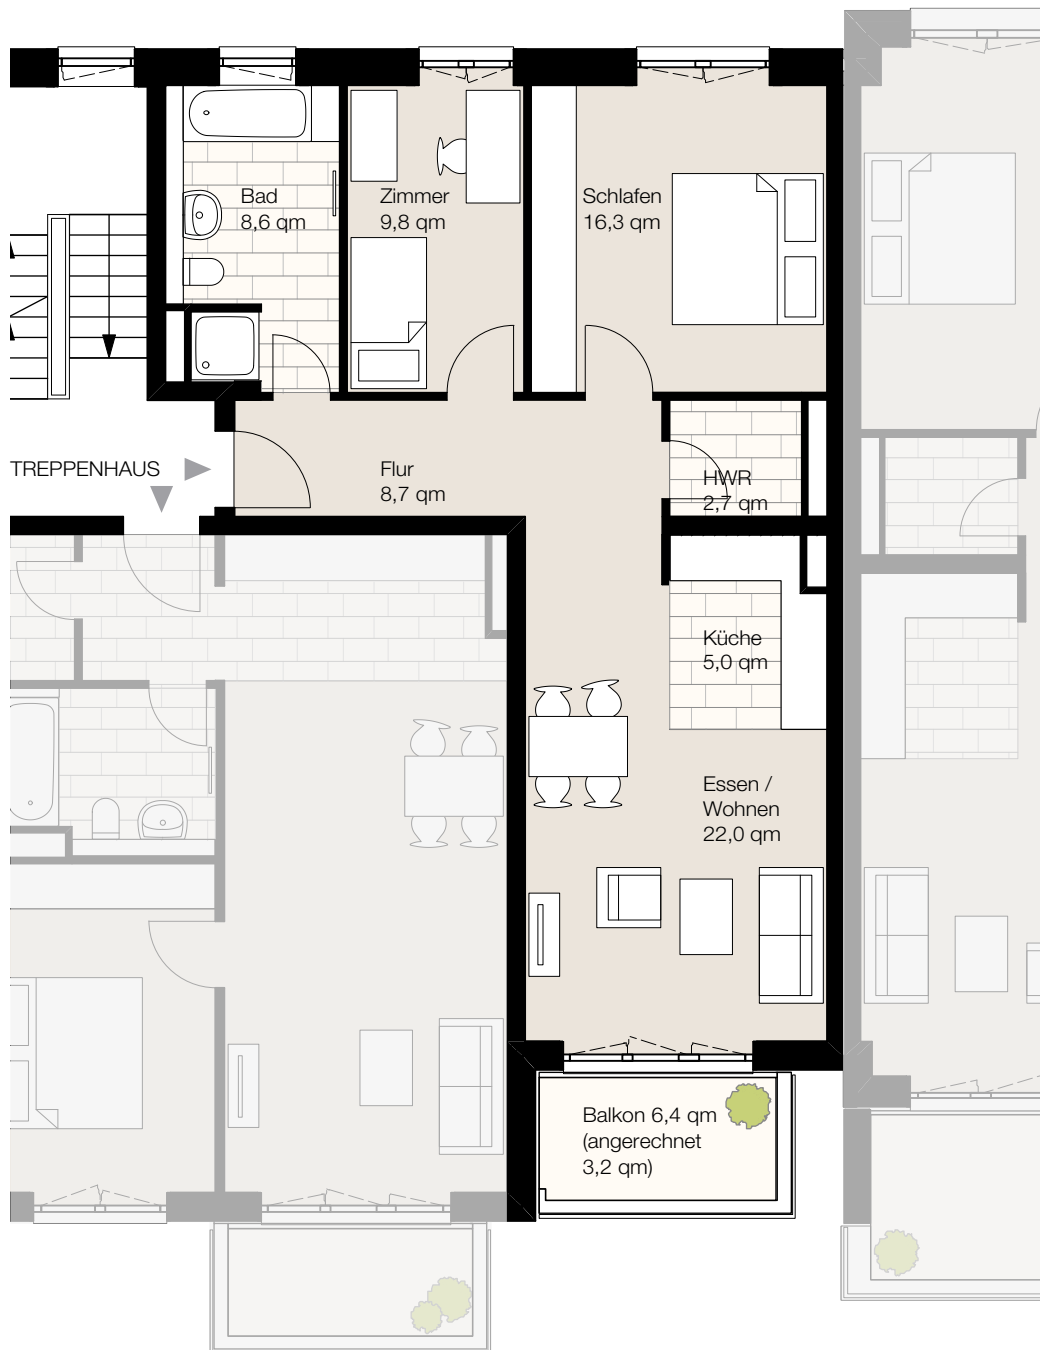 Bad
8,6 qm
Zimmer
9,8 qm
Schlafen
16,3 qm
TREPPENHAUS
Flur
8,7 qm
HWR
2,7 qm
Küche
5,0 qm
Essen /
Wohnen
22,0 qm
Balkon 6,4 qm
(angerechnet
3,2 qm)